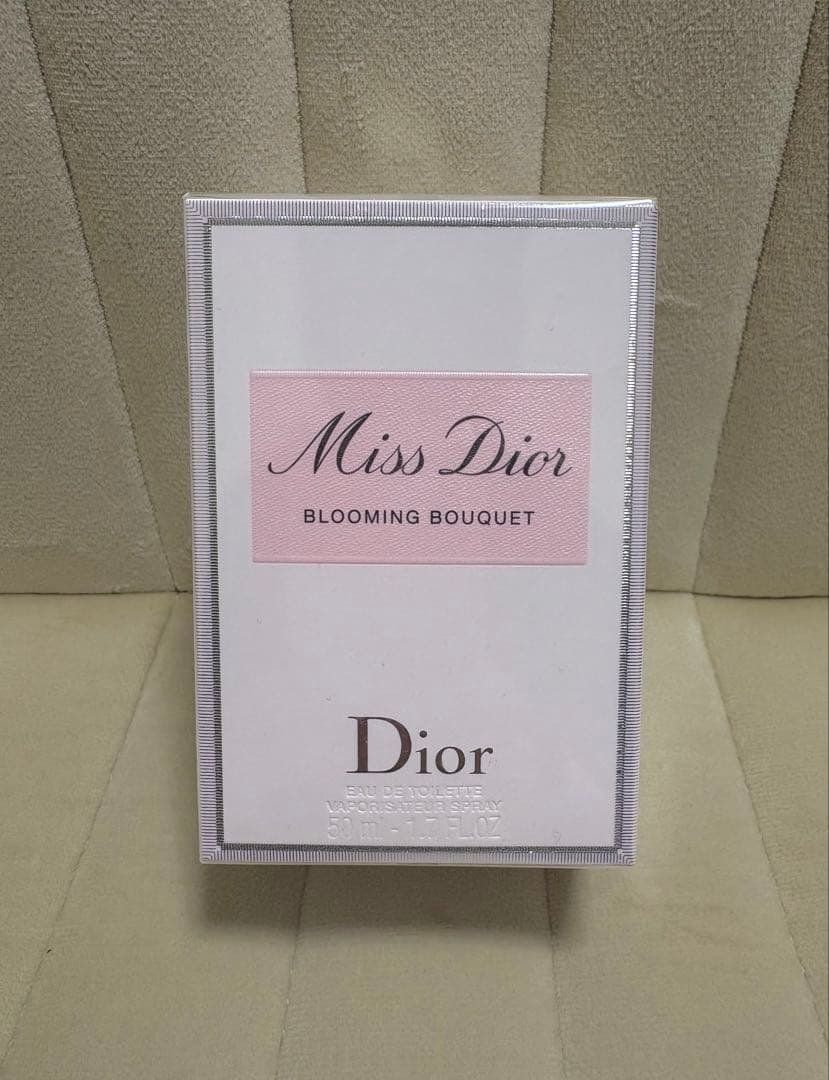 Miss Dior
BLOOMING BOUQUET
Dior
EAU DE TOILETTE
VAPORISATEUR SPRAY
50 ml - 1.7 FL.OZ